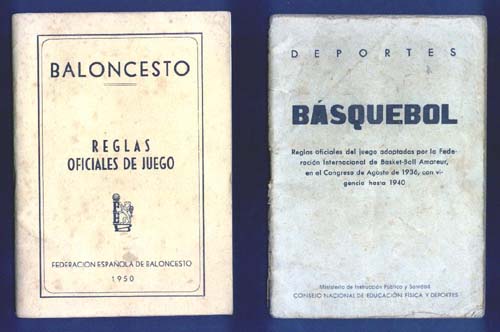 BALONCESTO
REGLAS
OFICIALES DE JUEGO
FEDERACION ESPAÑOLA DE BALONCESTO
1950
DEPORTES
BÁSQUEBOL
Reglas oficiales del juego adoptadas por la Fede-
ración Internacional de Basket-Ball Amateur,
en el Congreso de Agosto de 1936, con vi-
gencia hasta 1940
Ministerio de Instrucción Pública y Sanidad
CONSEJO NACIONAL DE EDUCACIÓN FÍSICA Y DEPORTES